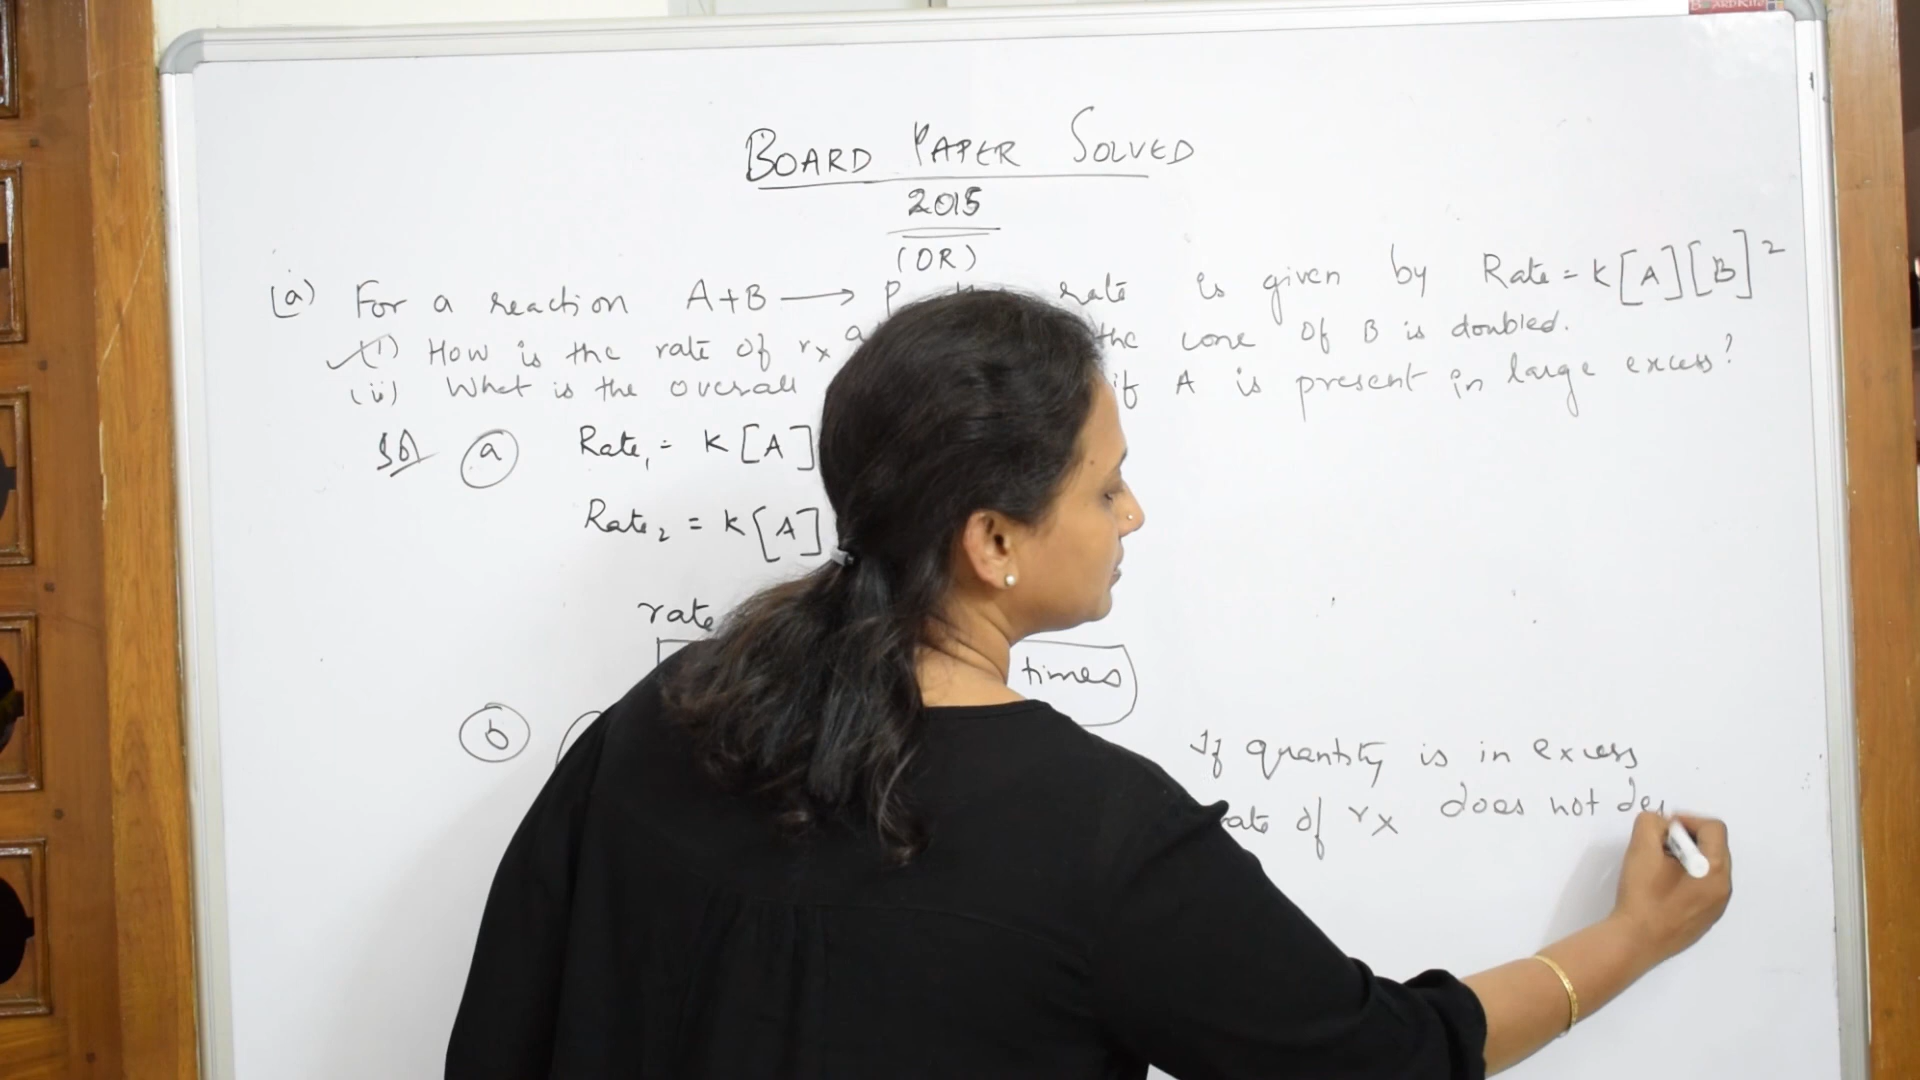 BOARD PAPER SOLVED
2015
(OR)
(a) For a reaction A+B ⟶ P rate is given by Rate = K[A][B]²
(i) How is the rate of rx the conc of B is doubled.
(ii) What is the overall if A is present in large excess?
Sol (a) Rate₁ = K[A]
Rate₂ = K[A]
rate
times
(b) If quantity is in excess
rate of rx does not de